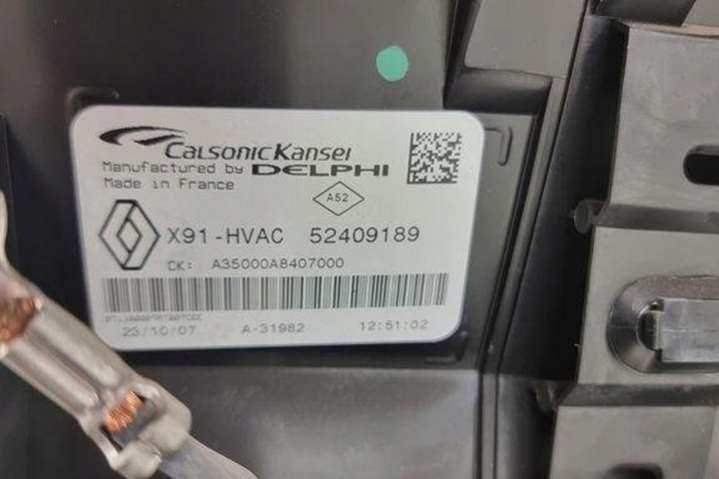 CalsonicKansei
Manufactured by DELPHI
Made in France
A52
X91-HVAC 52409189
CK: A35000A8407000
23/10/07 A-31982 12:51:02